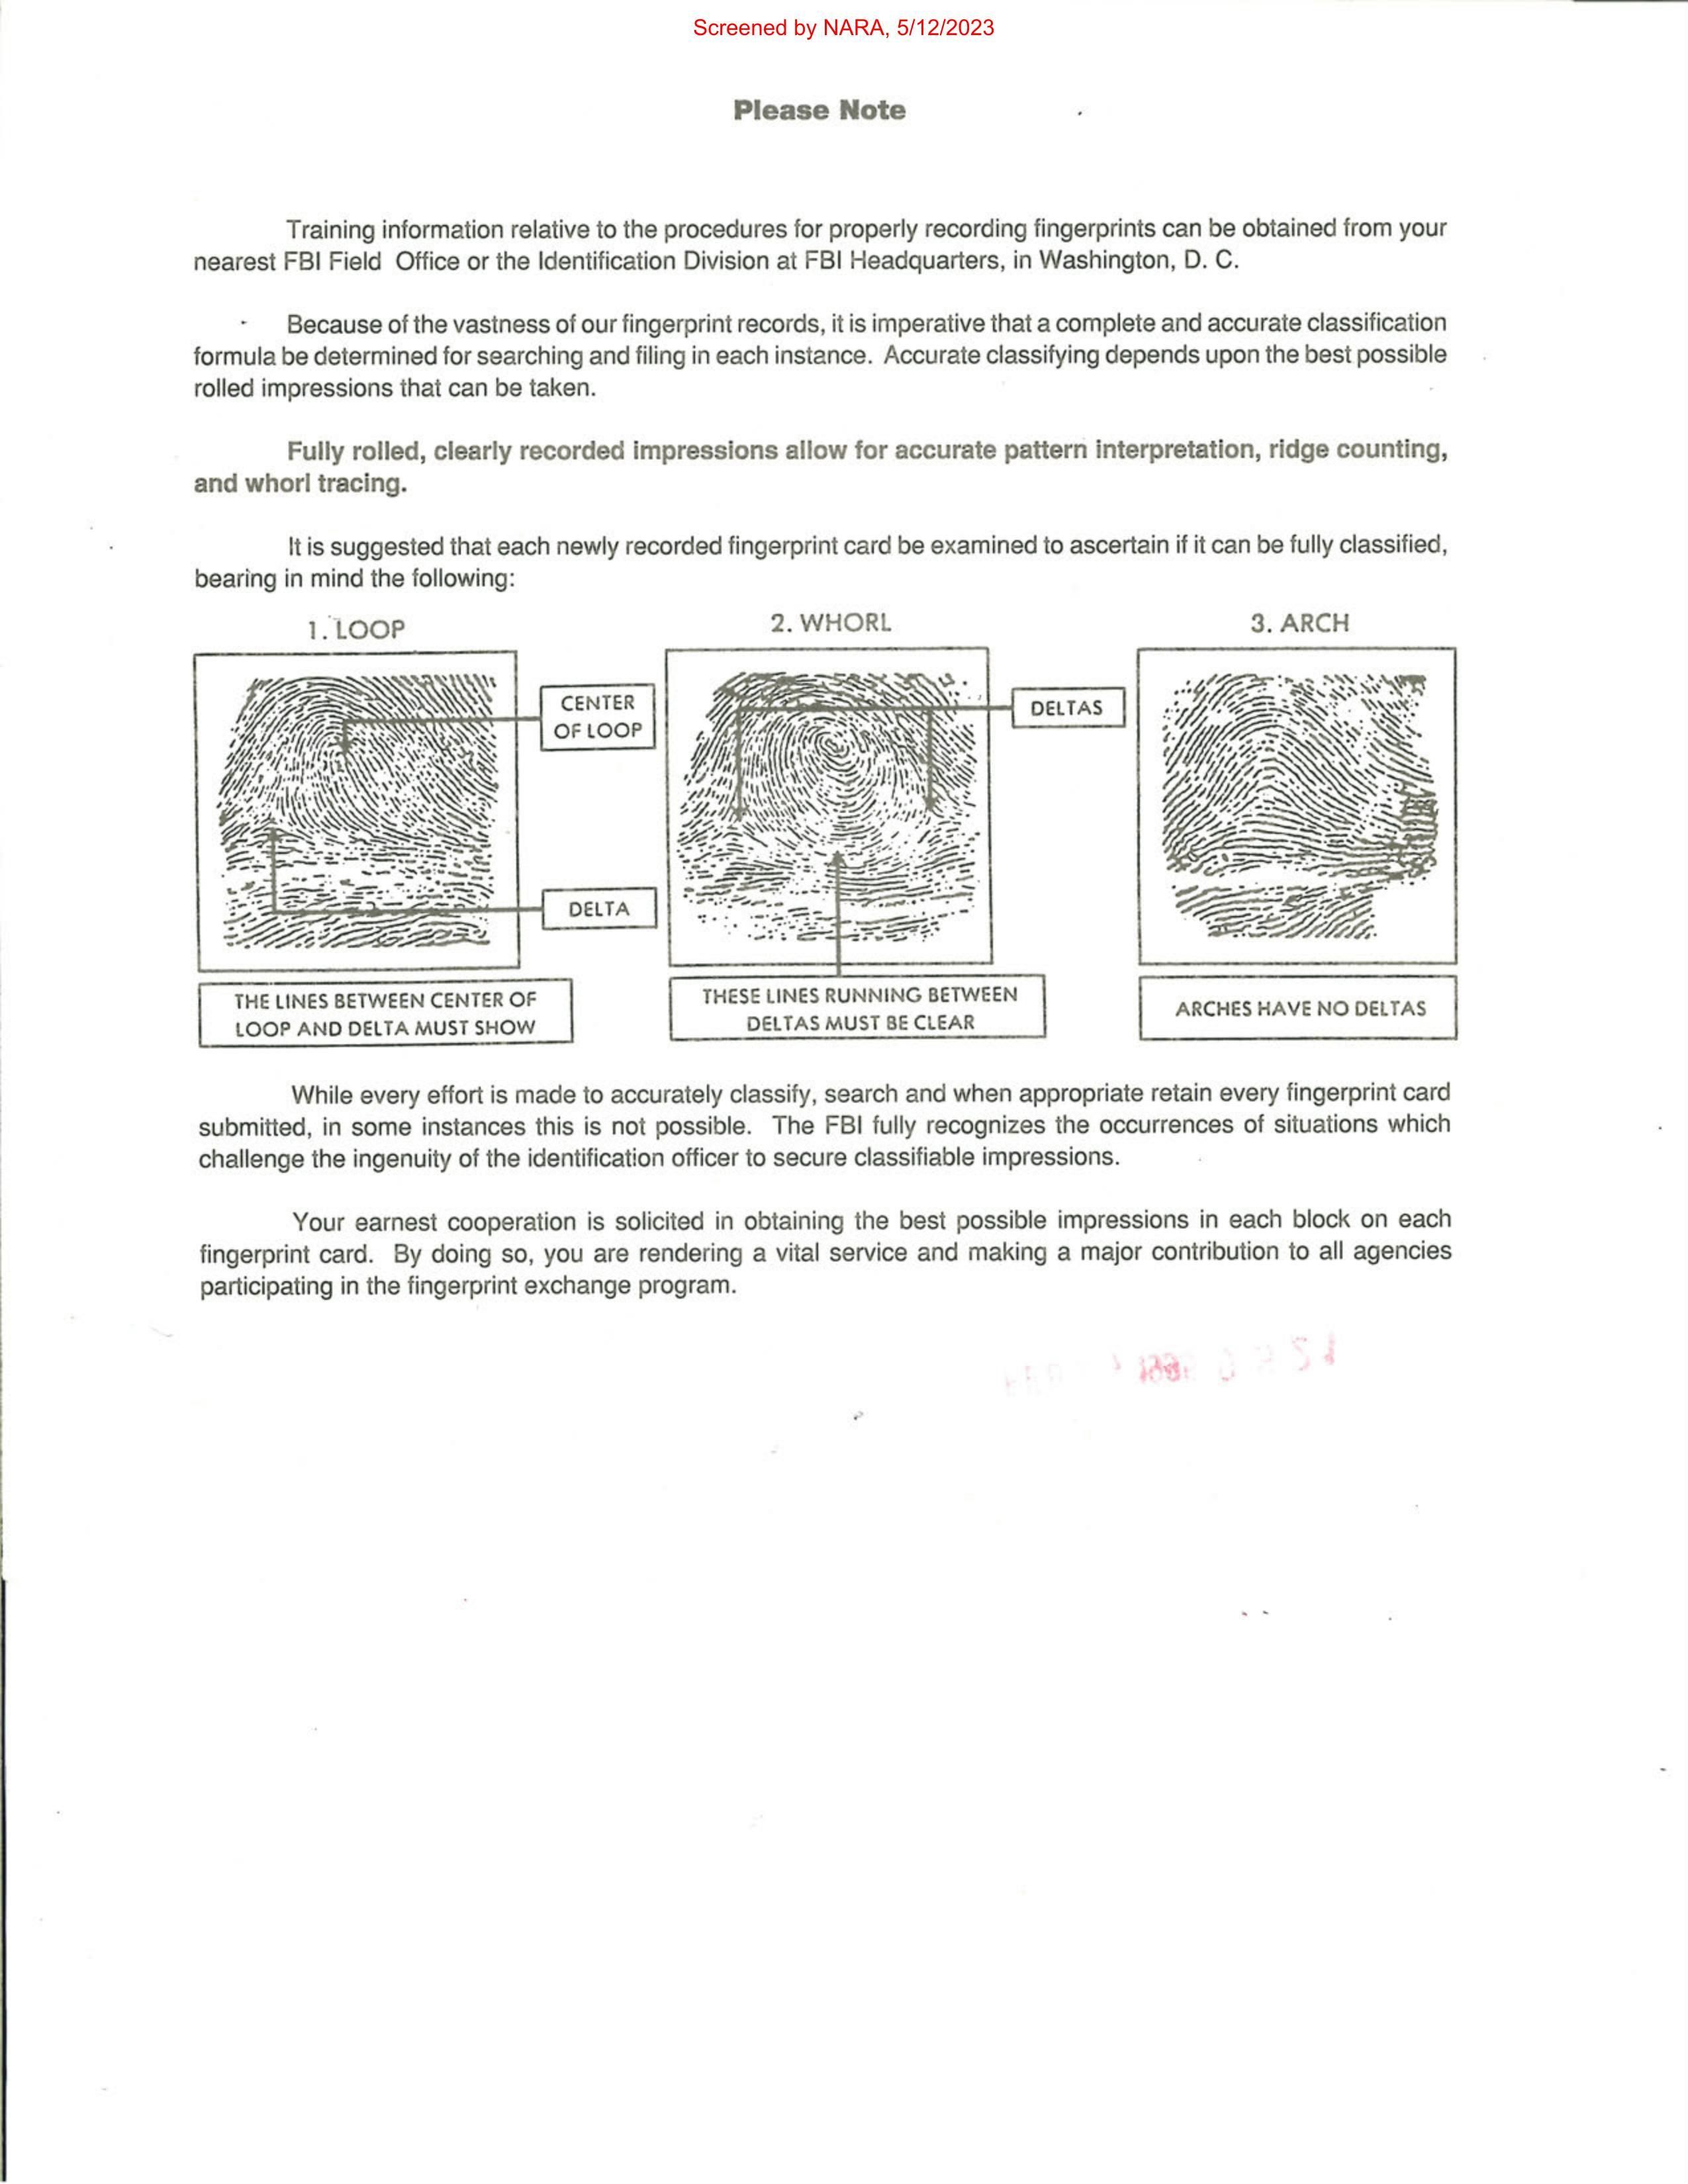 Screened by NARA, 5/12/2023
Please Note
Training information relative to the procedures for properly recording fingerprints can be obtained from your
nearest FBI Field Office or the Identification Division at FBI Headquarters, in Washington, D. C.
Because of the vastness of our fingerprint records, it is imperative that a complete and accurate classification
formula be determined for searching and filing in each instance. Accurate classifying depends upon the best possible
rolled impressions that can be taken.
Fully rolled, clearly recorded impressions allow for accurate pattern interpretation, ridge counting,
and whorl tracing.
It is suggested that each newly recorded fingerprint card be examined to ascertain if it can be fully classified,
bearing in mind the following:
1. LOOP
CENTER
OF LOOP
DELTA
THE LINES BETWEEN CENTER OF
LOOP AND DELTA MUST SHOW
2. WHORL
DELTAS
THESE LINES RUNNING BETWEEN
DELTAS MUST BE CLEAR
3. ARCH
ARCHES HAVE NO DELTAS
While every effort is made to accurately classify, search and when appropriate retain every fingerprint card
submitted, in some instances this is not possible. The FBI fully recognizes the occurrences of situations which
challenge the ingenuity of the identification officer to secure classifiable impressions.
Your earnest cooperation is solicited in obtaining the best possible impressions in each block on each
fingerprint card. By doing so, you are rendering a vital service and making a major contribution to all agencies
participating in the fingerprint exchange program.